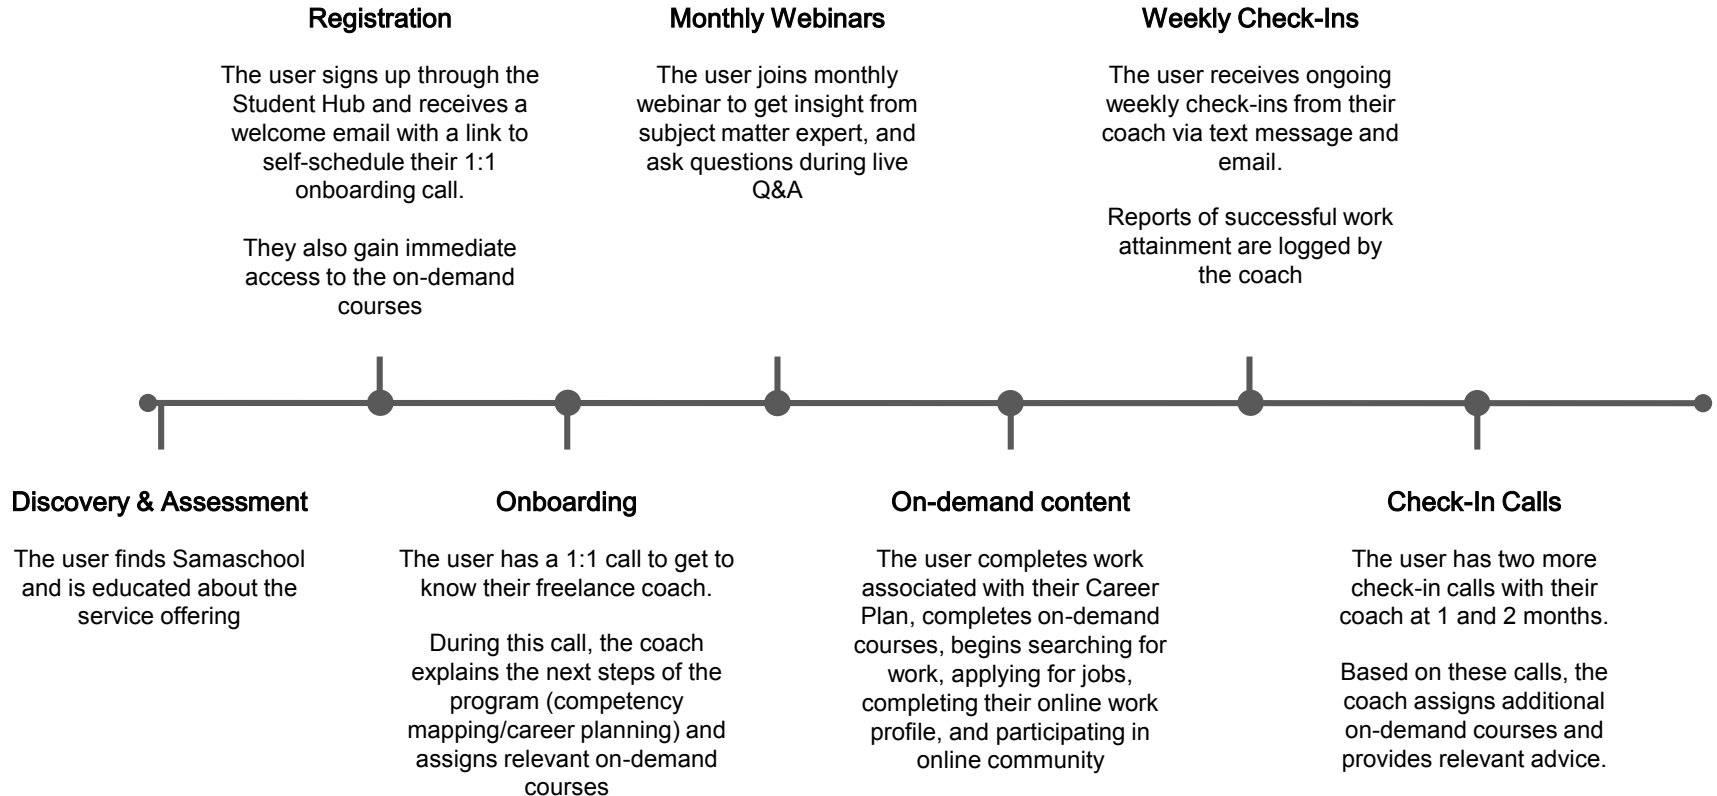 Registration
The user signs up through the
Student Hub and receives a
welcome email with a link to
self-schedule their 1:1
onboarding call.
They also gain immediate
access to the on-demand
courses
Monthly Webinars
The user joins monthly
webinar to get insight from
subject matter expert, and
ask questions during live
Q&A
Weekly Check-Ins
The user receives ongoing
weekly check-ins from their
coach via text message and
email.
Reports of successful work
attainment are logged by
the coach
Discovery & Assessment
The user finds Samaschool
and is educated about the
service offering
Onboarding
The user has a 1:1 call to get to
know their freelance coach.
During this call, the coach
explains the next steps of the
program (competency
mapping/career planning) and
assigns relevant on-demand
courses
On-demand content
The user completes work
associated with their Career
Plan, completes on-demand
courses, begins searching for
work, applying for jobs,
completing their online work
profile, and participating in
online community
Check-In Calls
The user has two more
check-in calls with their
coach at 1 and 2 months.
Based on these calls, the
coach assigns additional
on-demand courses and
provides relevant advice.